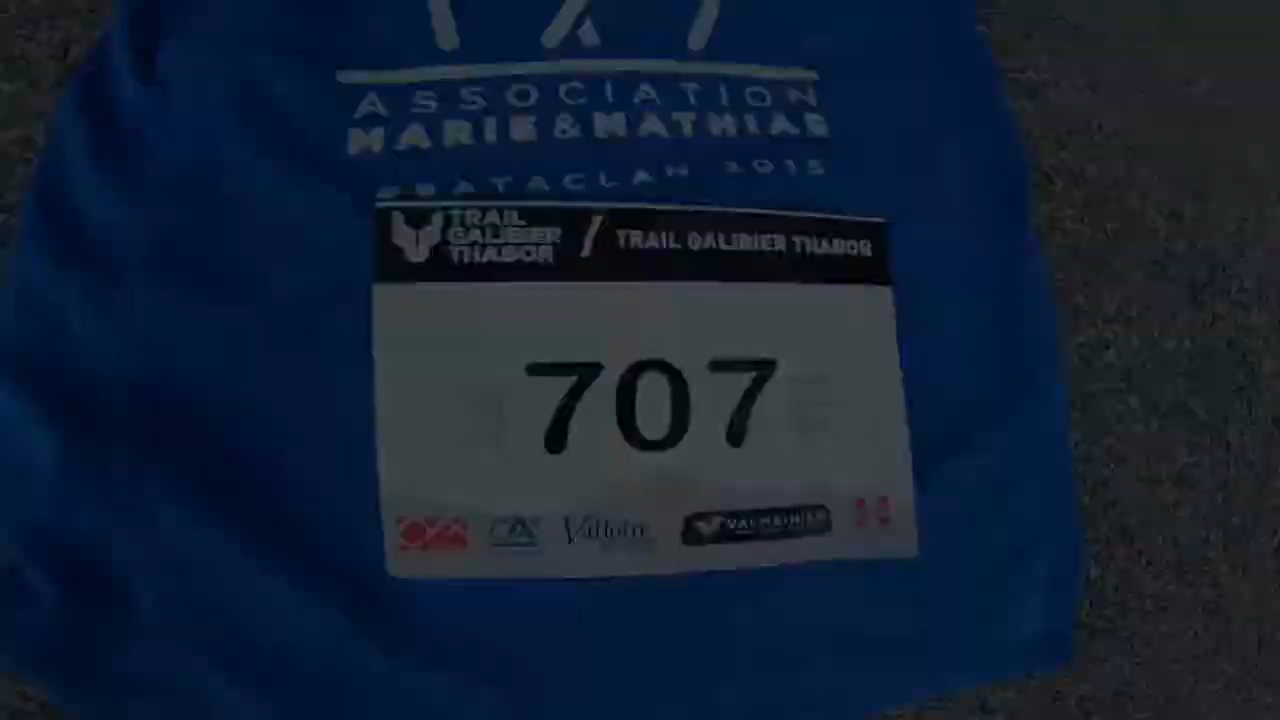 ASSOCIATION
MARIE & MATHIAS
#BATACLAN 2015
TRAIL
GALIBIER
THABOR
/ TRAIL GALIBIER THABOR
707
Valloire
VALMEINIER